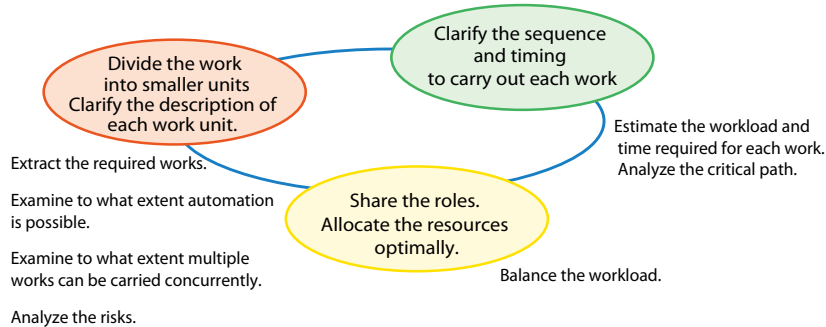 Divide the work
into smaller units
Clarify the description of
each work unit.
Clarify the sequence
and timing
to carry out each work
Estimate the workload and
time required for each work.
Analyze the critical path.
Extract the required works.
Examine to what extent automation
is possible.
Examine to what extent multiple
works can be carried concurrently.
Analyze the risks.
Share the roles.
Allocate the resources
optimally.
Balance the workload.